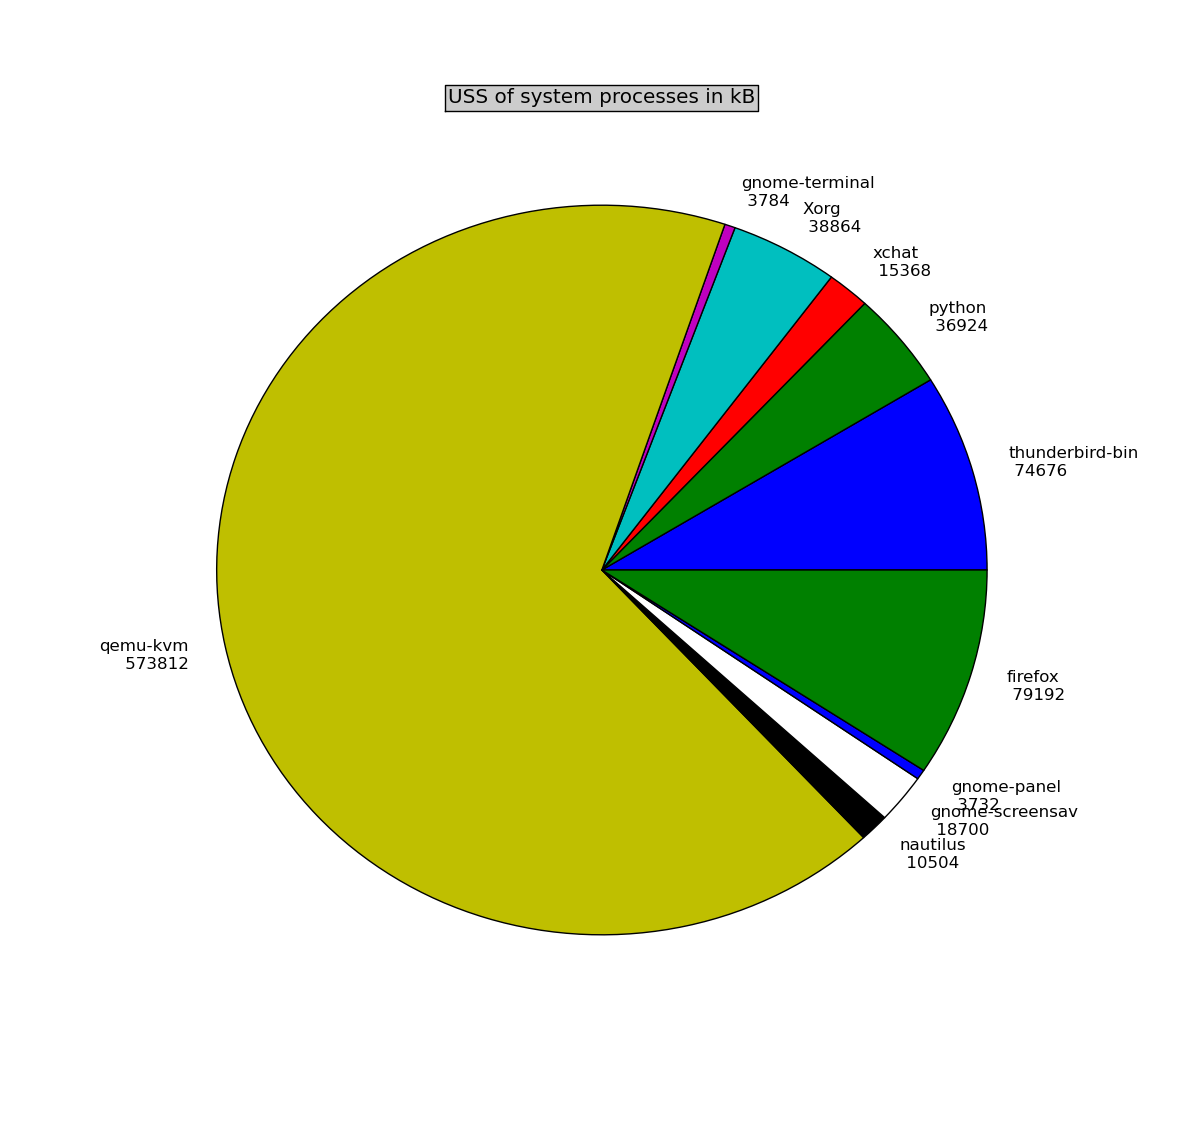 USS of system processes in kB
gnome-terminal
3784
Xorg
38864
xchat
15368
python
36924
thunderbird-bin
74676
qemu-kvm
573812
firefox
79192
gnome-panel
3732
gnome-screensav
18700
nautilus
10504